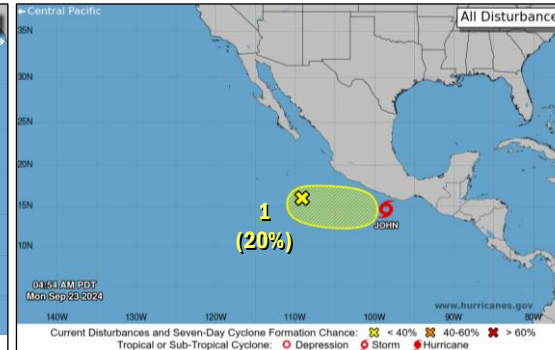 ←Central Pacific
All Disturbance
35N
30N
25N
20N
15N
10N
1
(20%)
JOHN
04:54 AM PDT
Mon Sep 23 2024
www.hurricanes.gov
140W 130W 120W 110W 100W 90W 80W
Current Disturbances and Seven-Day Cyclone Formation Chance: < 40% 40-60% > 60%
Tropical or Sub-Tropical Cyclone: Depression Storm Hurricane